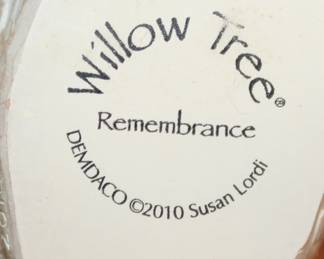 Willow Tree®
Remembrance
DEMDACO ©2010 Susan Lordi